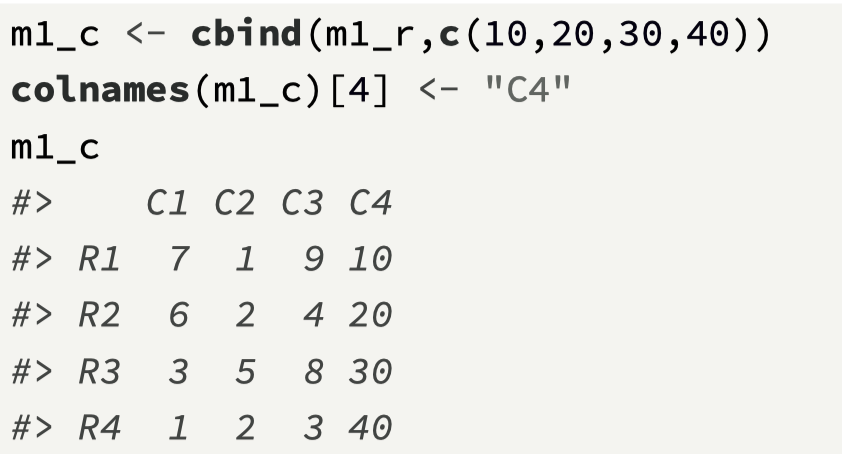 m1_c <- cbind(m1_r,c(10,20,30,40))
colnames(m1_c)[4] <- "C4"
m1_c
#>    C1 C2 C3 C4
#> R1  7  1  9 10
#> R2  6  2  4 20
#> R3  3  5  8 30
#> R4  1  2  3 40